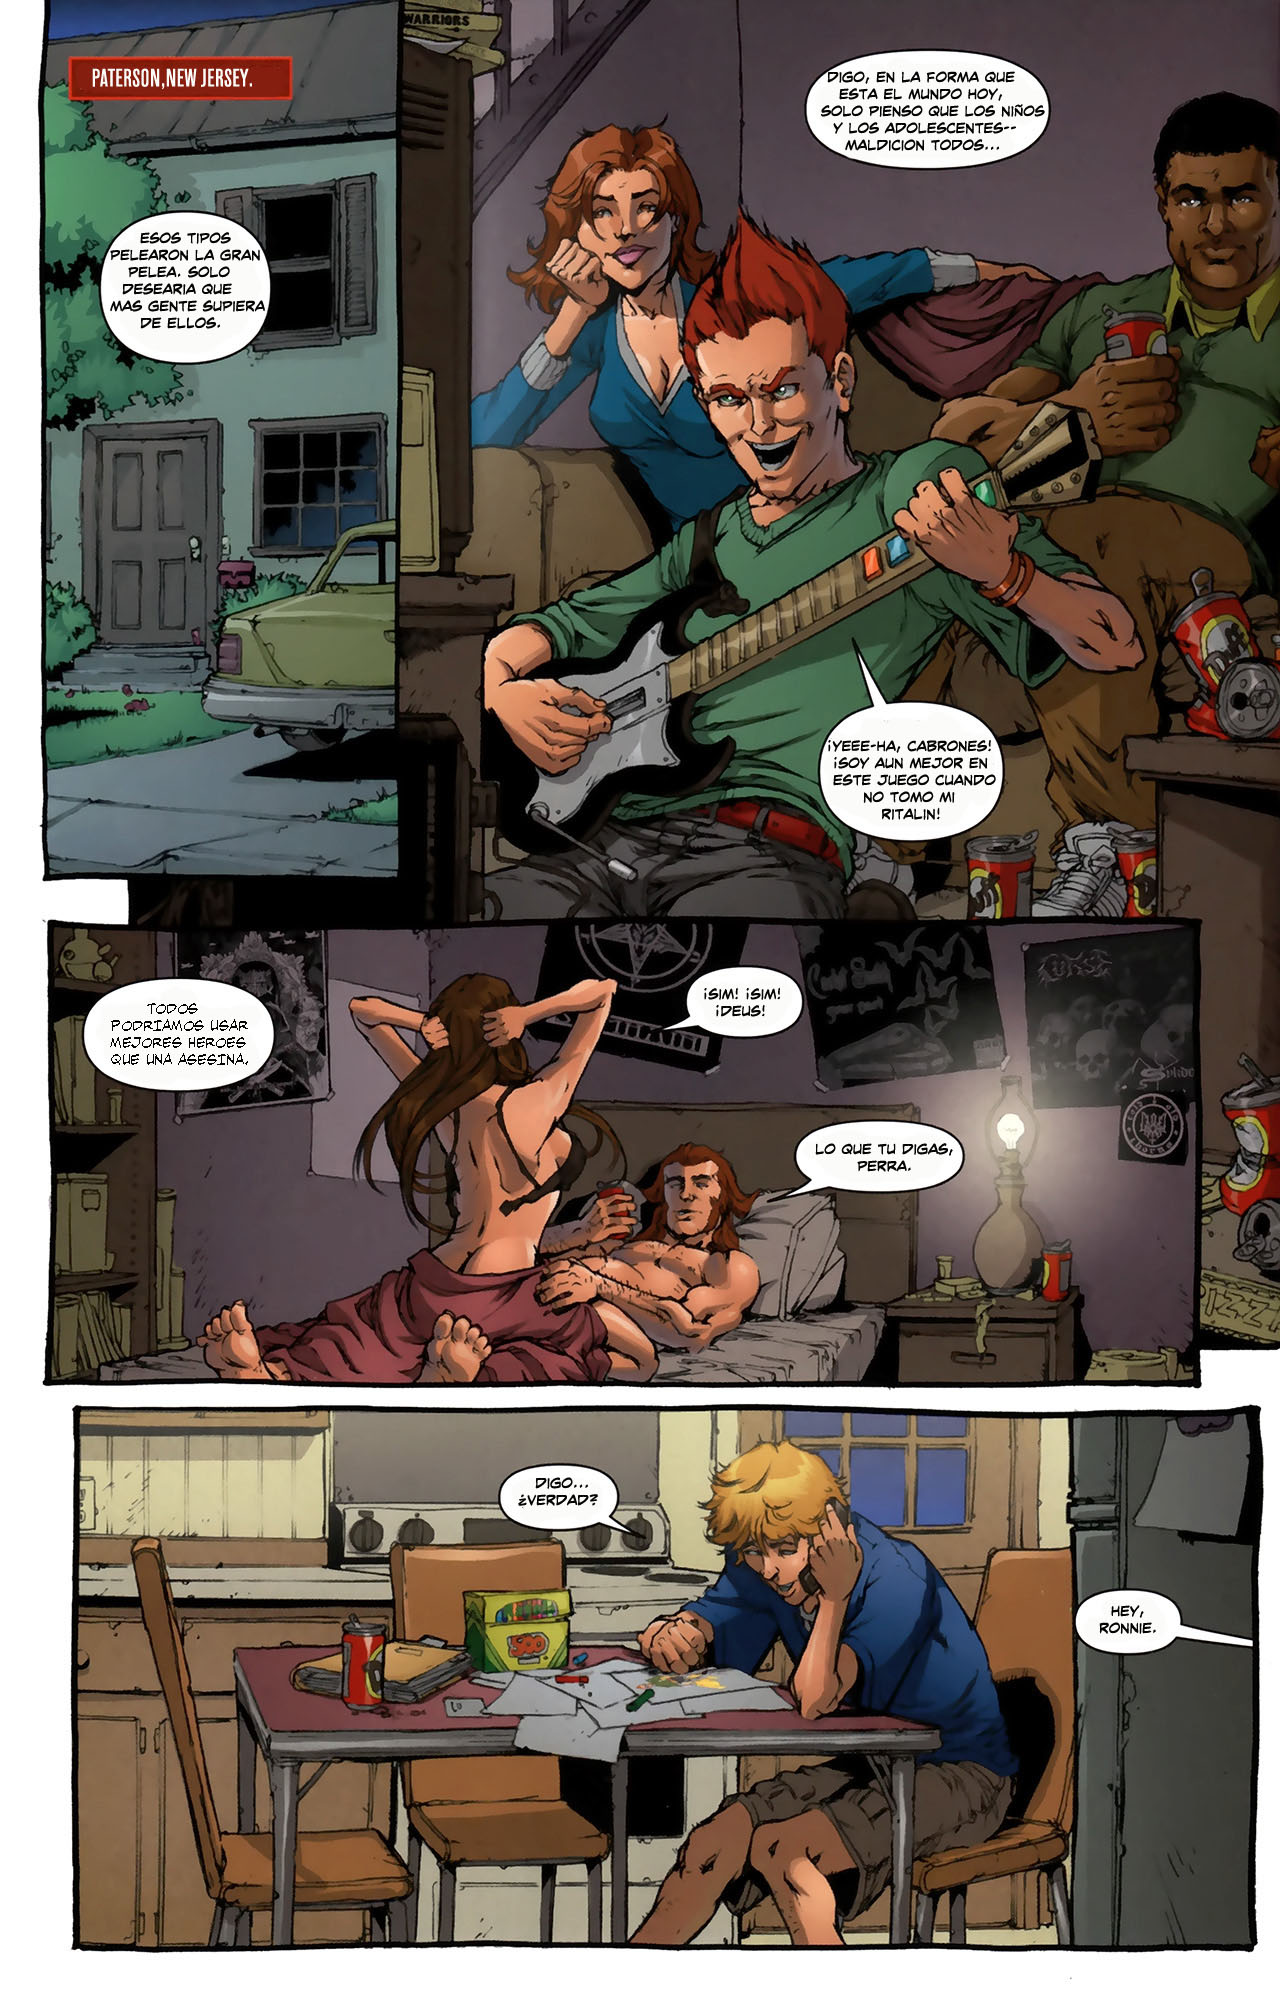 WARRIORS
PATERSON,NEW JERSEY.
ESOS TIPOS
PELEARON LA GRAN
PELEA. SOLO
DESEARIA QUE
MAS GENTE SUPIERA
DE ELLOS.
DIGO, EN LA FORMA QUE
ESTA EL MUNDO HOY,
SOLO PIENSO QUE LOS NIÑOS
Y LOS ADOLESCENTES--
MALDICION TODOS...
¡YEEE-HA, CABRONES!
¡SOY AUN MEJOR EN
ESTE JUEGO CUANDO
NO TOMO MI
RITALIN!
TODOS
PODRIAMOS USAR
MEJORES HEROES
QUE UNA ASESINA.
¡SIM! ¡SIM!
¡DEUS!
LO QUE TU DIGAS,
PERRA.
PIZZ
DIGO...
¿VERDAD?
500
HEY,
RONNIE.